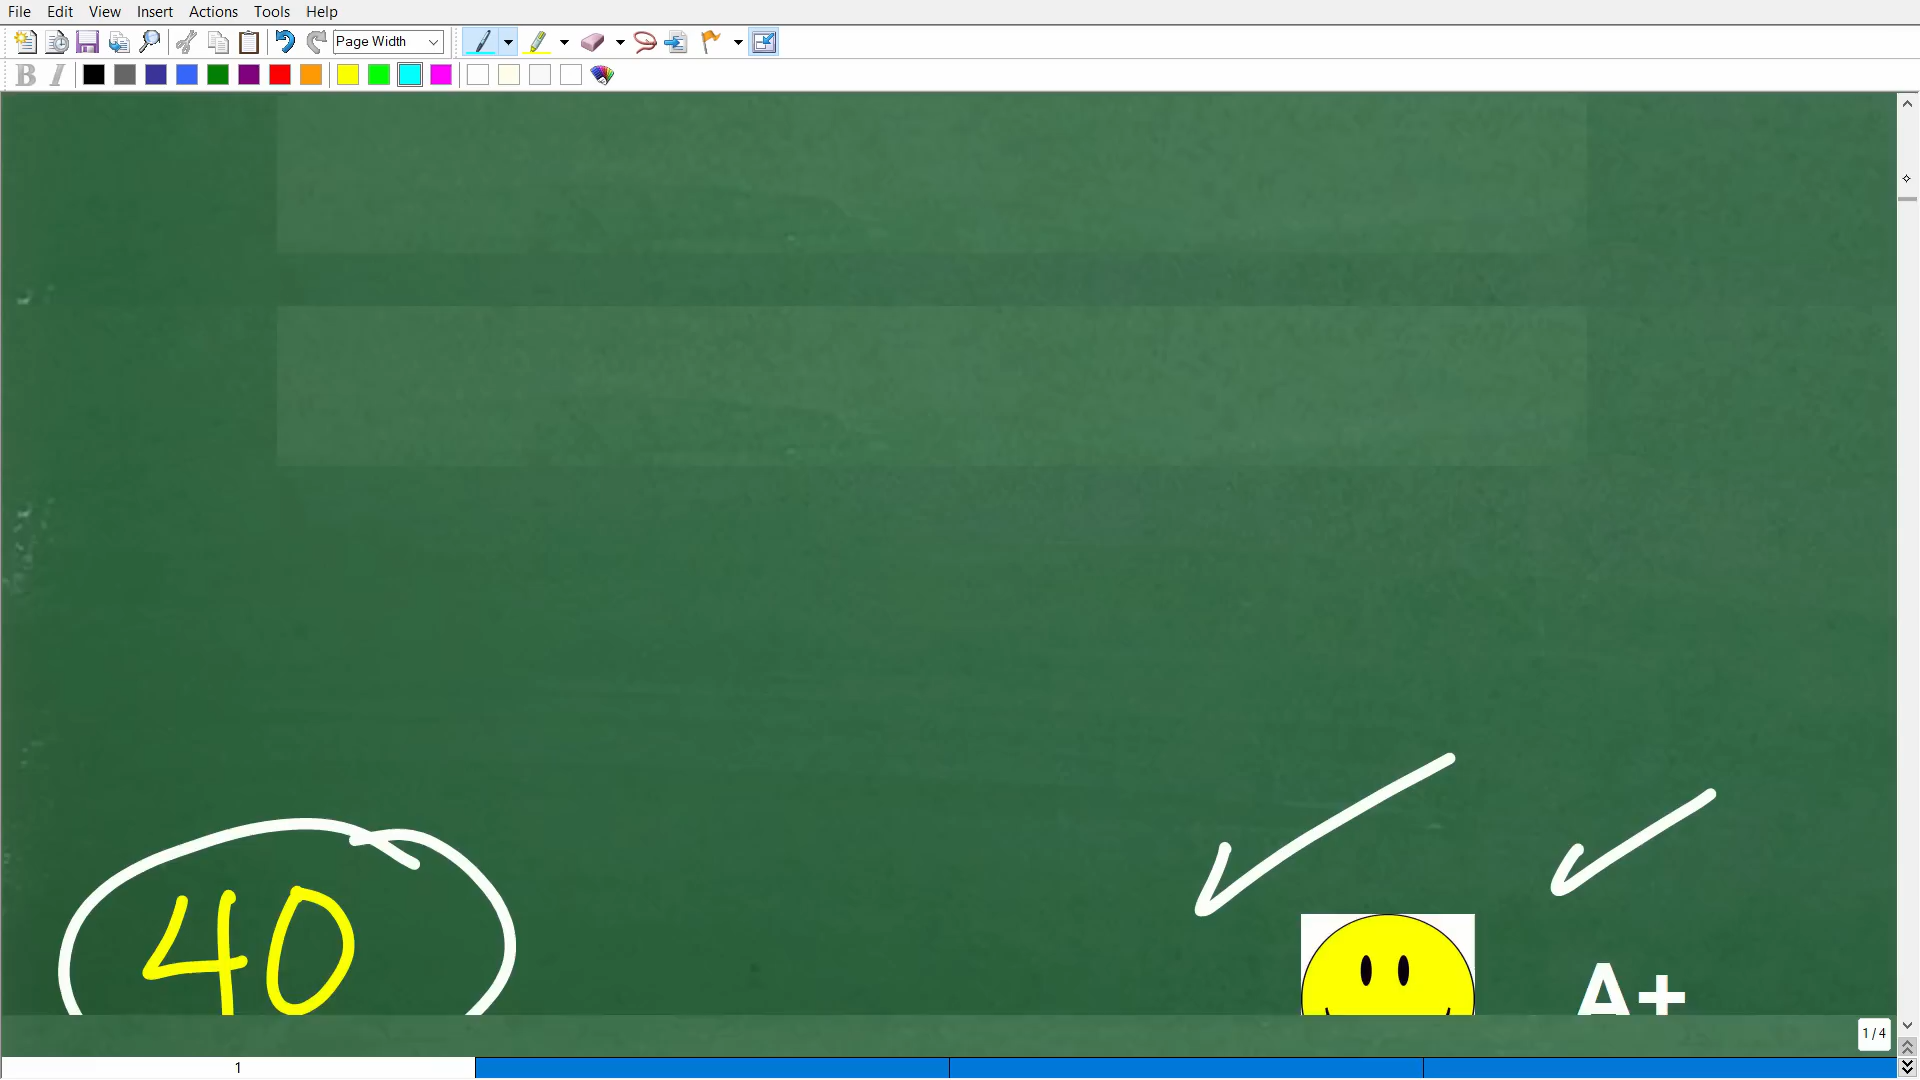 File Edit View Insert Actions Tools Help
Page Width
B I
40
A+
1 / 4
1